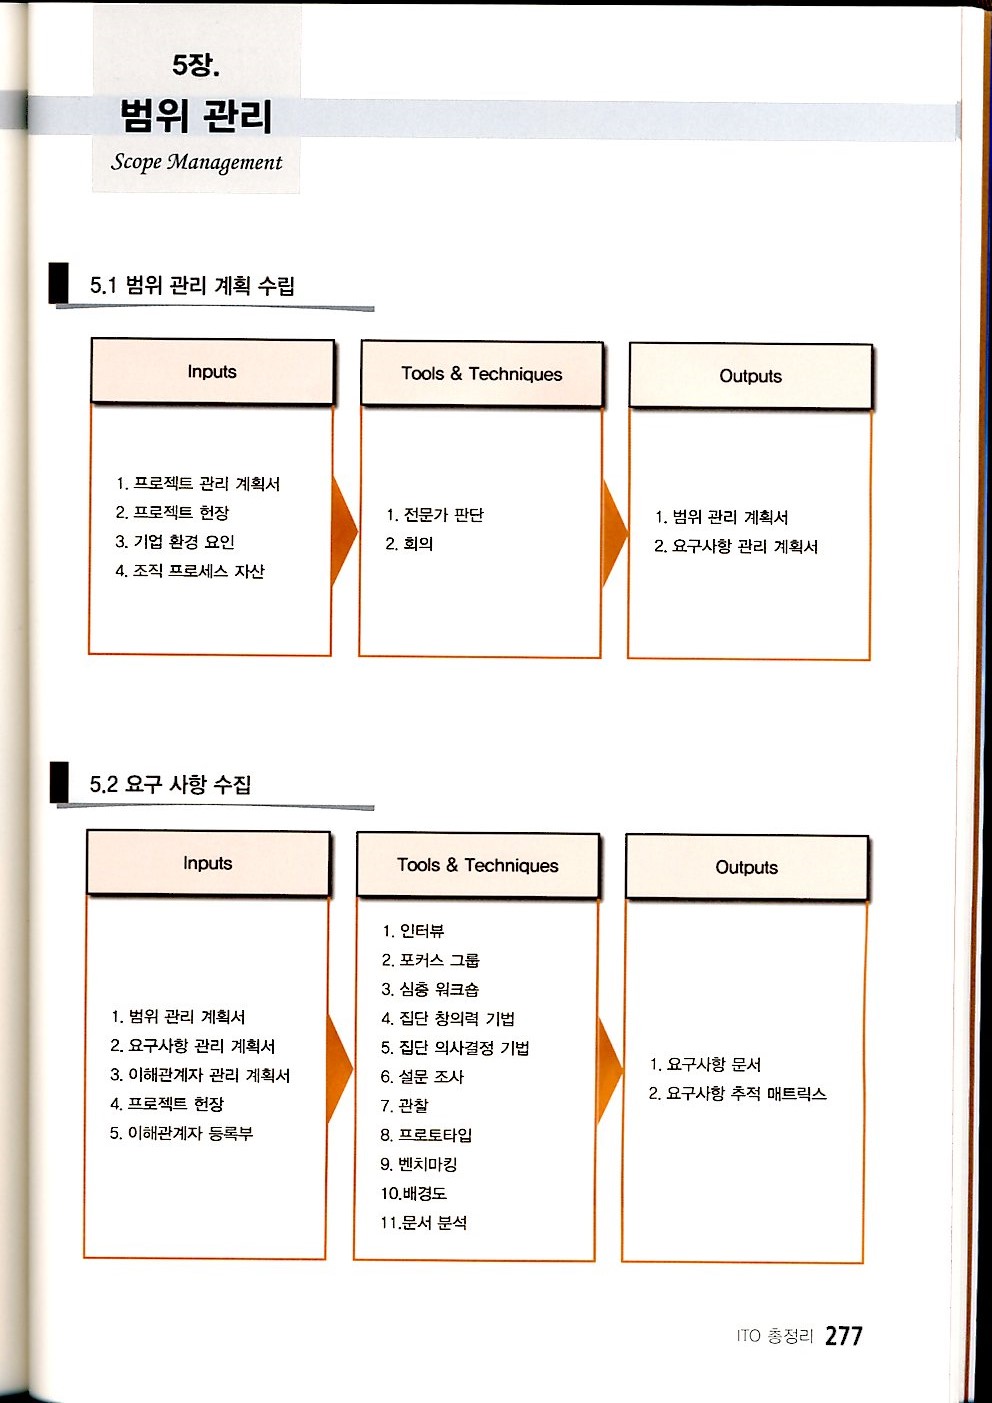 5장.
범위 관리
Scope Management
5.1 범위 관리 계획 수립
Inputs
1. 프로젝트 관리 계획서
2. 프로젝트 헌장
3. 기업 환경 요인
4. 조직 프로세스 자산
Tools & Techniques
1. 전문가 판단
2. 회의
Outputs
1. 범위 관리 계획서
2. 요구사항 관리 계획서
5.2 요구 사항 수집
Inputs
1. 범위 관리 계획서
2. 요구사항 관리 계획서
3. 이해관계자 관리 계획서
4. 프로젝트 헌장
5. 이해관계자 등록부
Tools & Techniques
1. 인터뷰
2. 포커스 그룹
3. 심층 워크숍
4. 집단 창의력 기법
5. 집단 의사결정 기법
6. 설문 조사
7. 관찰
8. 프로토타입
9. 벤치마킹
10.배경도
11.문서 분석
Outputs
1. 요구사항 문서
2. 요구사항 추적 매트릭스
ITO 총정리 277